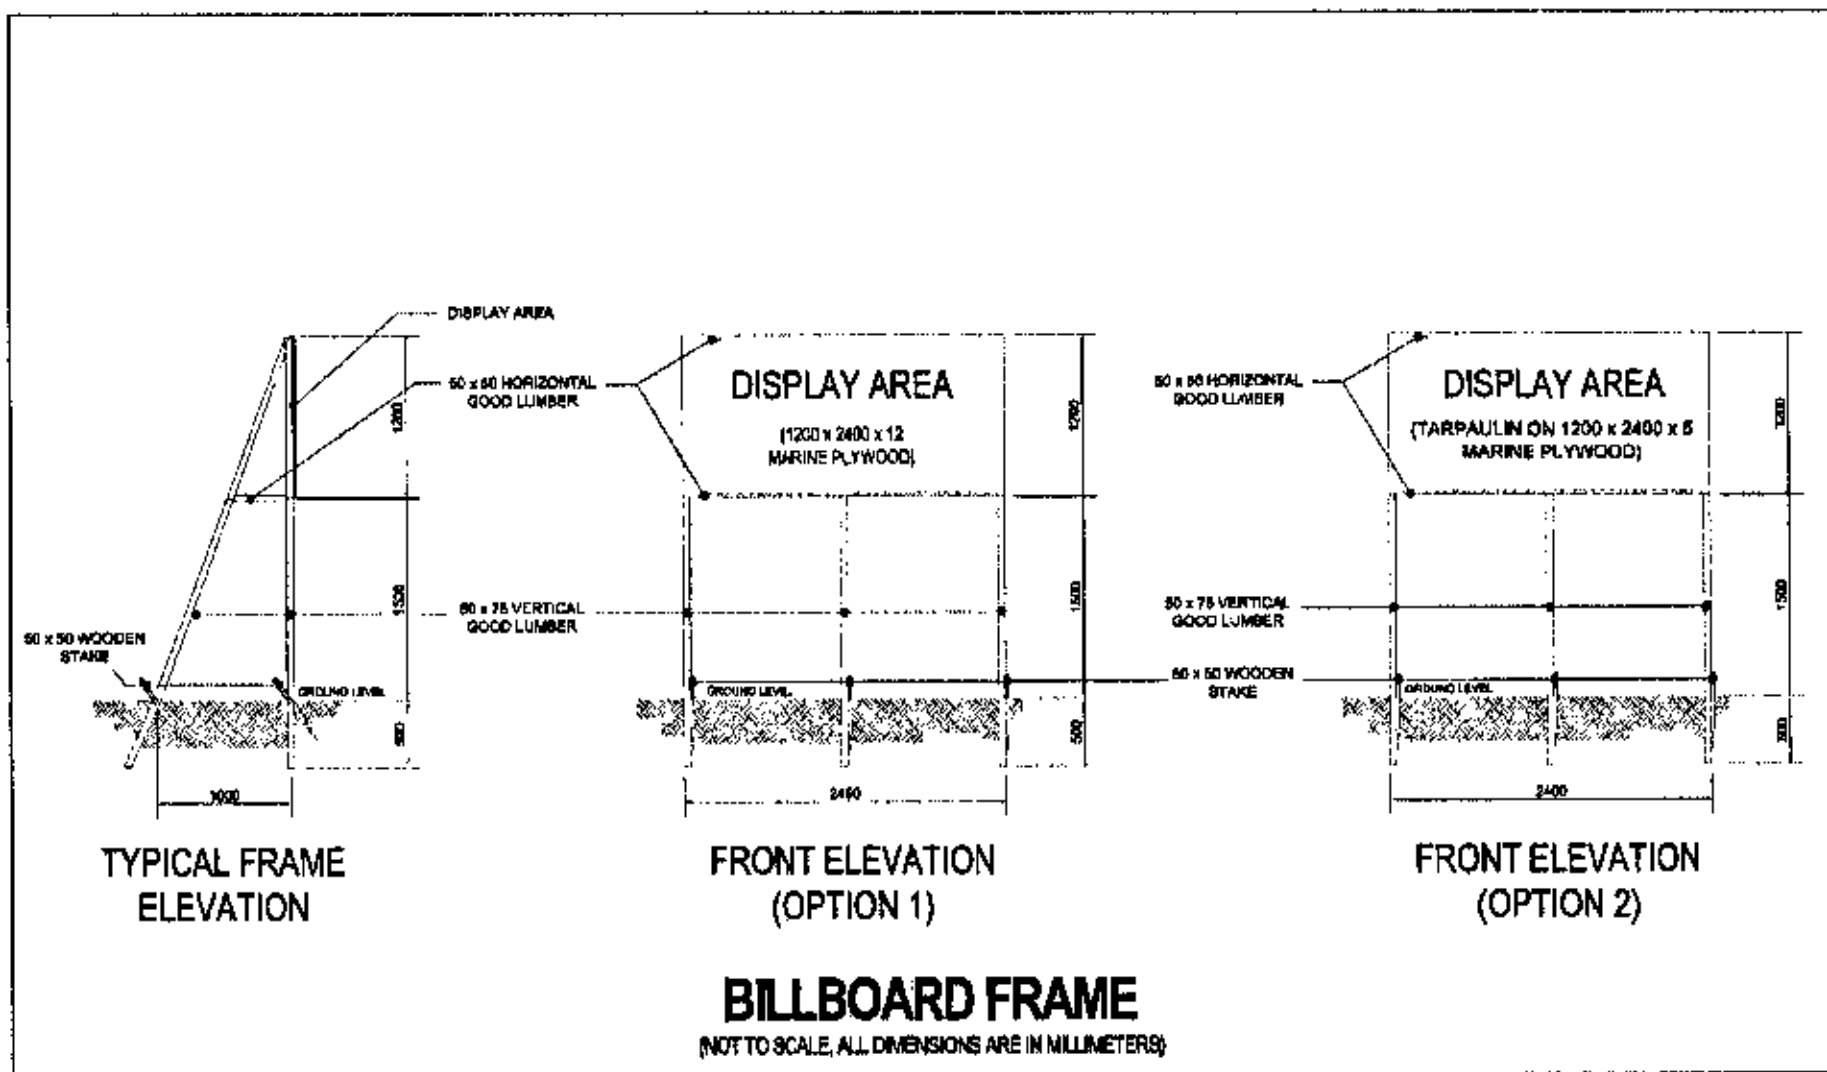 DISPLAY AREA
50 x 50 HORIZONTAL
GOOD LUMBER
1200
1500
50 x 75 VERTICAL
GOOD LUMBER
50 x 50 WOODEN
STAKE
GROUND LEVEL
500
1000
TYPICAL FRAME
ELEVATION
DISPLAY AREA
(1200 x 2400 x 12
MARINE PLYWOOD)
1200
1500
GROUND LEVEL
500
2400
FRONT ELEVATION
(OPTION 1)
50 x 50 HORIZONTAL
GOOD LUMBER
DISPLAY AREA
(TARPAULIN ON 1200 x 2400 x 5
MARINE PLYWOOD)
1200
50 x 75 VERTICAL
GOOD LUMBER
1500
50 x 50 WOODEN
STAKE
GROUND LEVEL
500
2400
FRONT ELEVATION
(OPTION 2)
BILLBOARD FRAME
(NOT TO SCALE, ALL DIMENSIONS ARE IN MILLIMETERS)